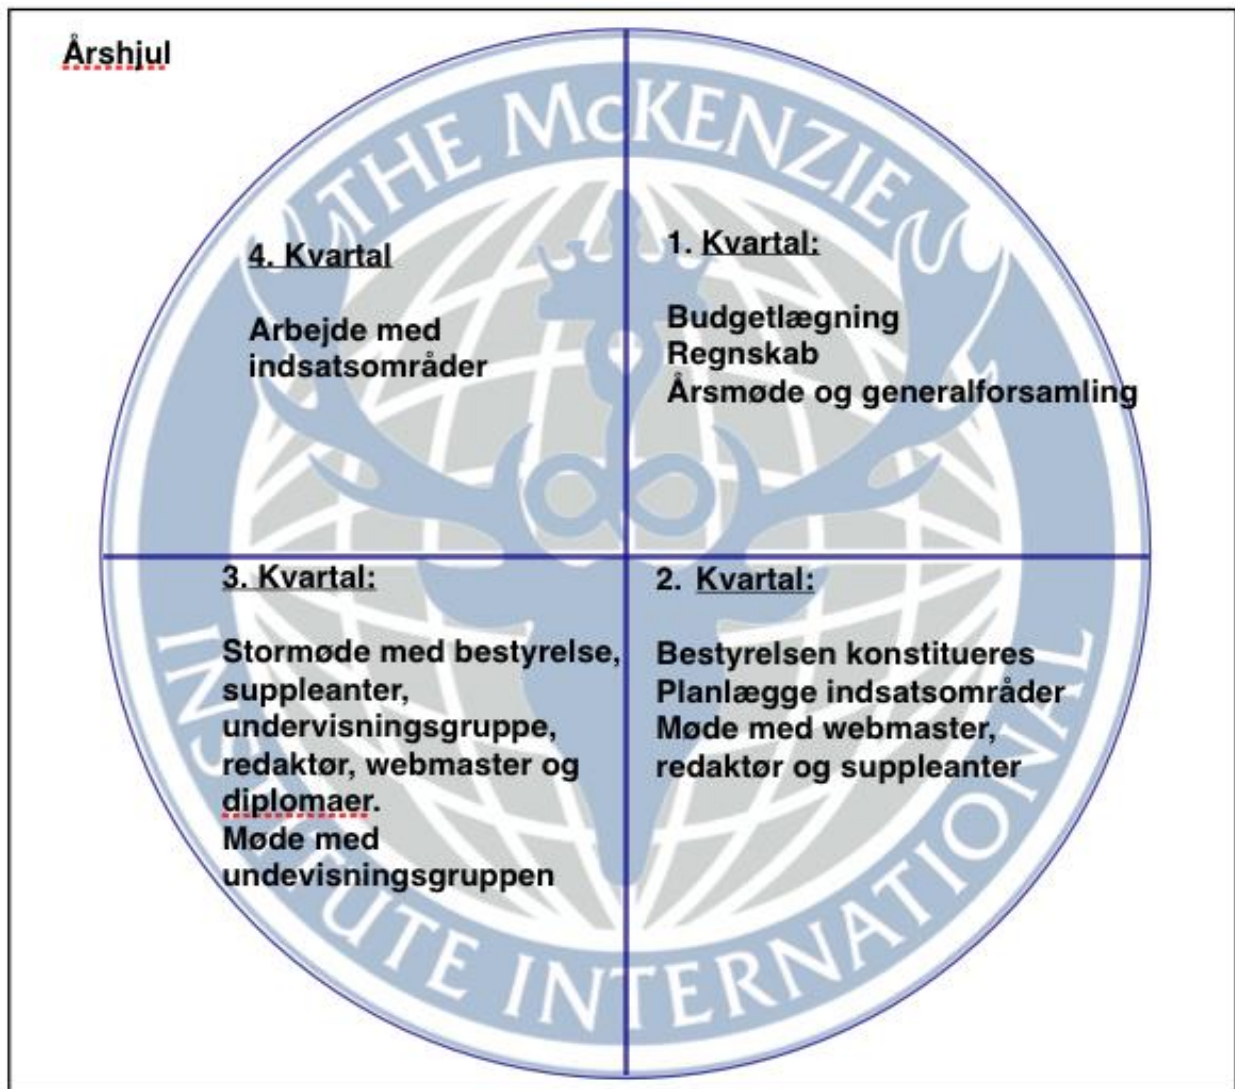 Årshjul
THE McKENZIE
INSTITUTE INTERNATIONAL
4. Kvartal
Arbejde med
indsatsområder
1. Kvartal:
Budgetlægning
Regnskab
Årsmøde og generalforsamling
3. Kvartal:
Stormøde med bestyrelse,
suppleanter,
undervisningsgruppe,
redaktør, webmaster og
diplomaer.
Møde med
undevisningsgruppen
2. Kvartal:
Bestyrelsen konstitueres
Planlægge indsatsområder
Møde med webmaster,
redaktør og suppleanter